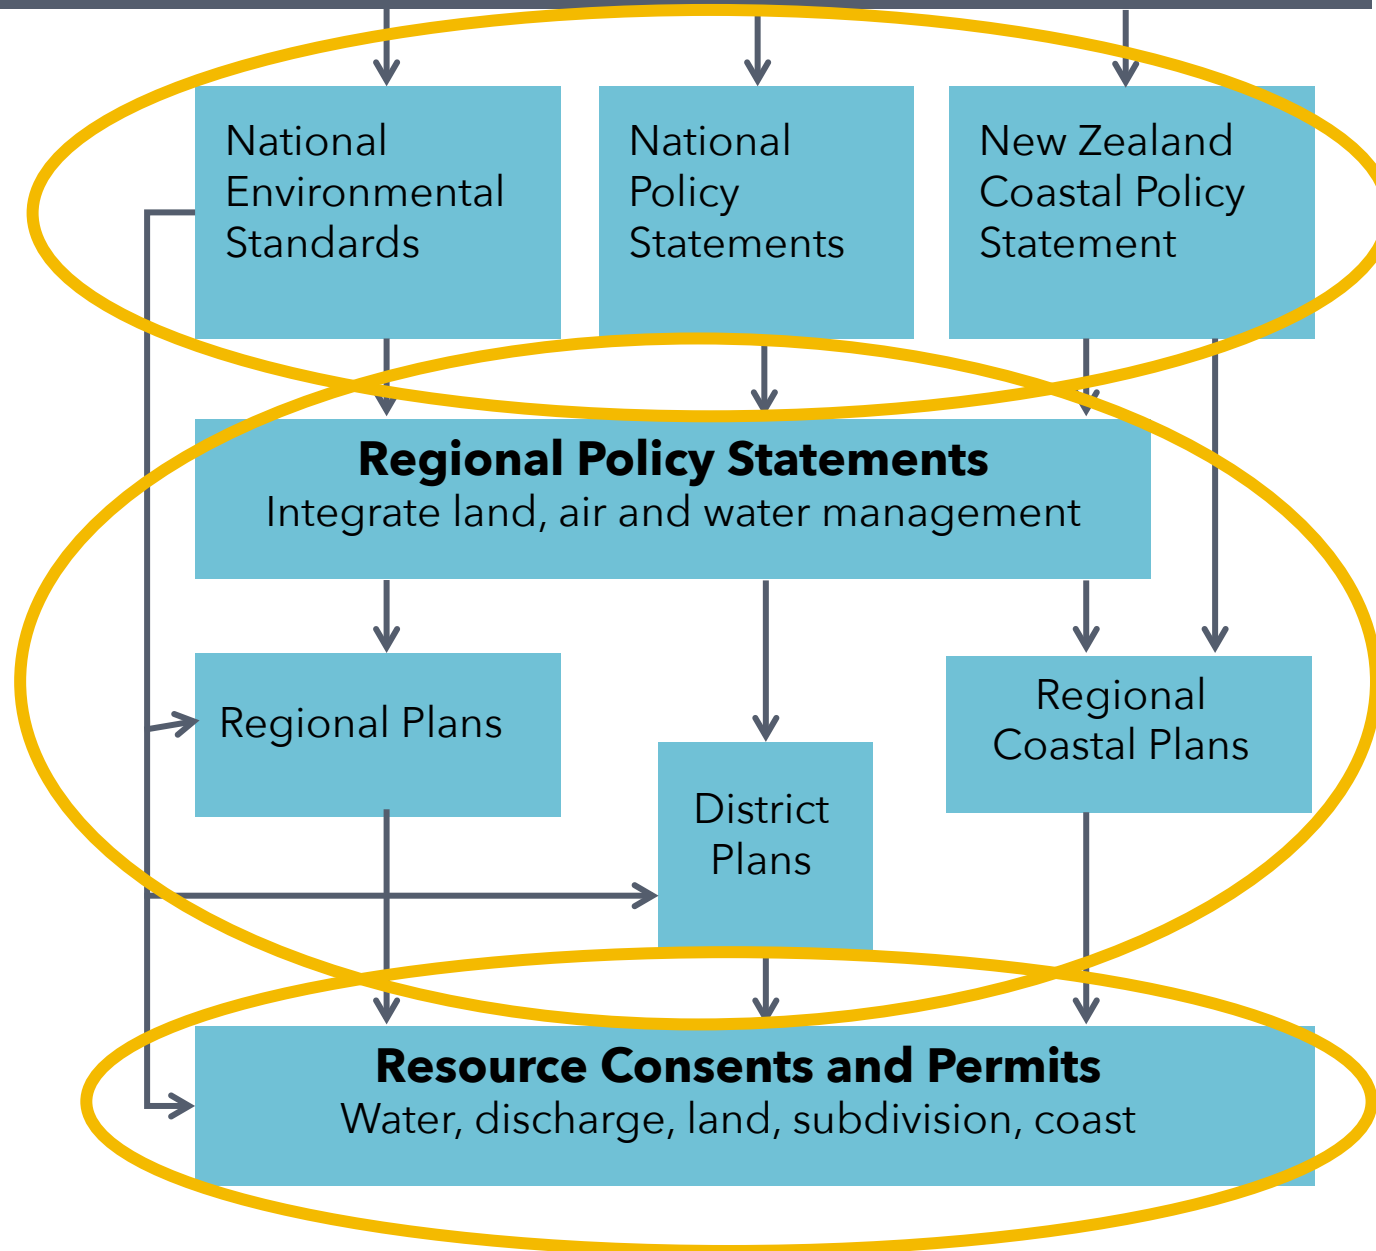 National
Environmental
Standards
National
Policy
Statements
New Zealand
Coastal Policy
Statement
Regional Policy Statements
Integrate land, air and water management
Regional Plans
District
Plans
Regional
Coastal Plans
Resource Consents and Permits
Water, discharge, land, subdivision, coast